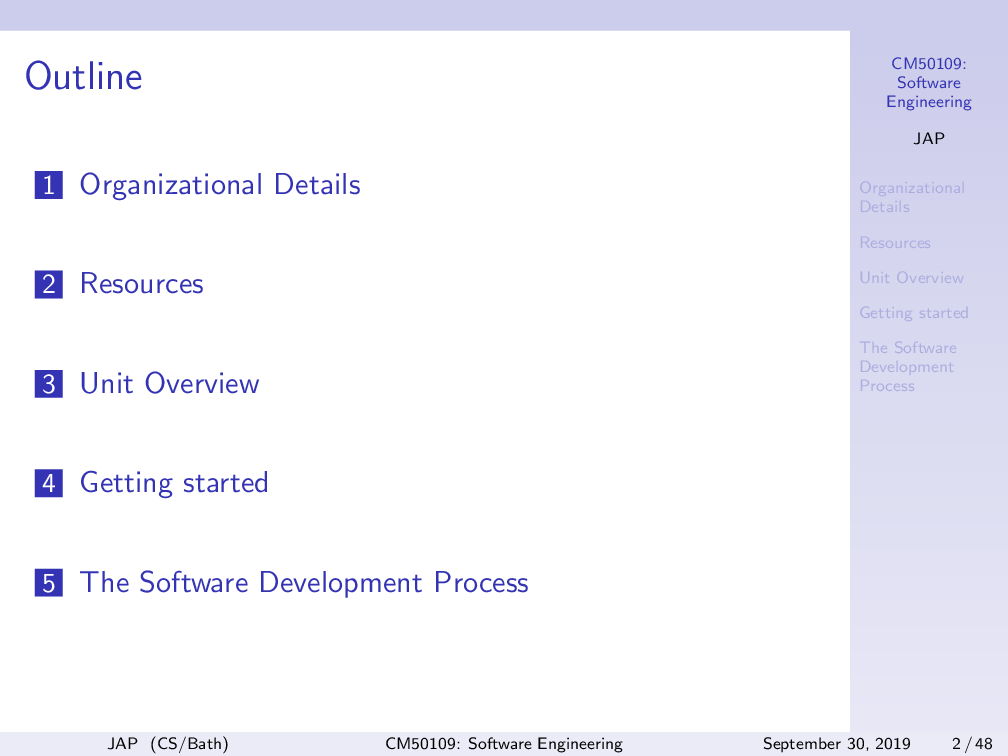 Outline
1 Organizational Details
2 Resources
3 Unit Overview
4 Getting started
5 The Software Development Process
CM50109:
Software
Engineering
JAP
Organizational
Details
Resources
Unit Overview
Getting started
The Software
Development
Process
JAP (CS/Bath) CM50109: Software Engineering September 30, 2019 2 / 48